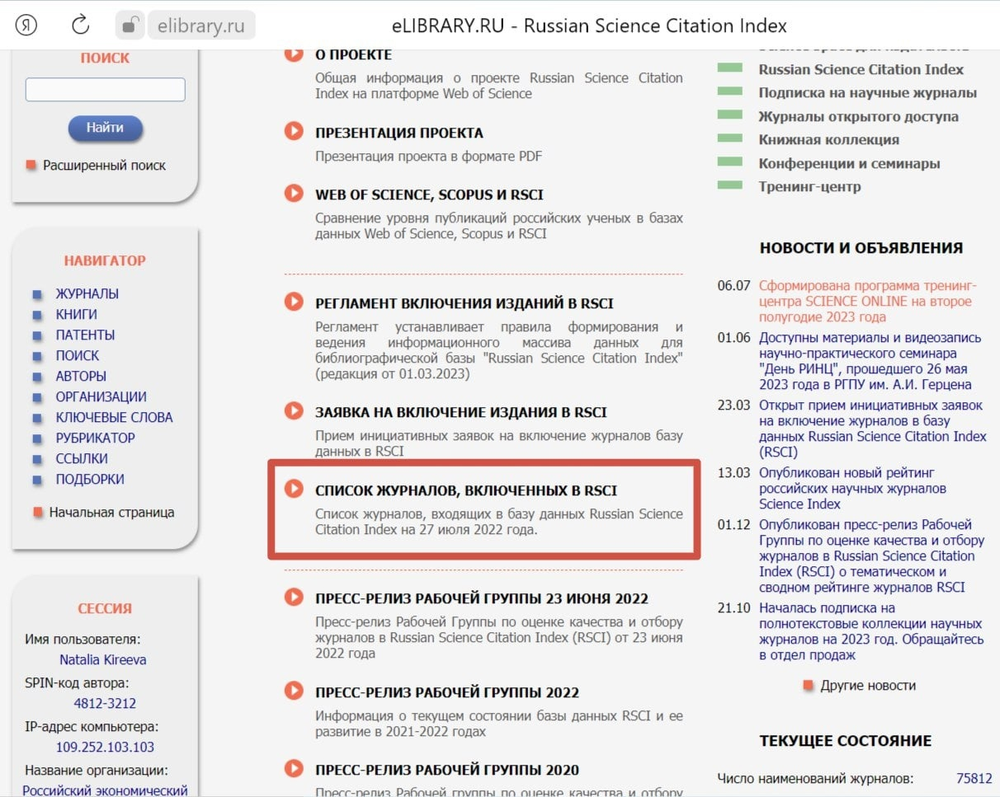 elibrary.ru
eLIBRARY.RU - Russian Science Citation Index
ПОИСК
Найти
Расширенный поиск
НАВИГАТОР
ЖУРНАЛЫ
КНИГИ
ПАТЕНТЫ
ПОИСК
АВТОРЫ
ОРГАНИЗАЦИИ
КЛЮЧЕВЫЕ СЛОВА
РУБРИКАТОР
ССЫЛКИ
ПОДБОРКИ
Начальная страница
СЕССИЯ
Имя пользователя:
Natalia Kireeva
SPIN-код автора:
4812-3212
IP-адрес компьютера:
109.252.103.103
Название организации:
Российский экономический
О ПРОЕКТЕ
Общая информация о проекте Russian Science Citation
Index на платформе Web of Science
ПРЕЗЕНТАЦИЯ ПРОЕКТА
Презентация проекта в формате PDF
WEB OF SCIENCE, SCOPUS И RSCI
Сравнение уровня публикаций российских ученых в базах
данных Web of Science, Scopus и RSCI
РЕГЛАМЕНТ ВКЛЮЧЕНИЯ ИЗДАНИЙ В RSCI
Регламент устанавливает правила формирования и
ведения информационного массива данных для
библиографической базы "Russian Science Citation Index"
(редакция от 01.03.2023)
ЗАЯВКА НА ВКЛЮЧЕНИЕ ИЗДАНИЯ В RSCI
Прием инициативных заявок на включение журналов базу
данных в RSCI
СПИСОК ЖУРНАЛОВ, ВКЛЮЧЕННЫХ В RSCI
Список журналов, входящих в базу данных Russian Science
Citation Index на 27 июля 2022 года.
ПРЕСС-РЕЛИЗ РАБОЧЕЙ ГРУППЫ 23 ИЮНЯ 2022
Пресс-релиз Рабочей Группы по оценке качества и отбору
журналов в Russian Science Citation Index (RSCI) от 23 июня
2022 года
ПРЕСС-РЕЛИЗ РАБОЧЕЙ ГРУППЫ 2022
Информация о текущем состоянии базы данных RSCI и ее
развитие в 2021-2022 годах
ПРЕСС-РЕЛИЗ РАБОЧЕЙ ГРУППЫ 2020
Пресс-релиз Рабочей группы по оценке качества и отбору
Russian Science Citation Index
Подписка на научные журналы
Журналы открытого доступа
Книжная коллекция
Конференции и семинары
Тренинг-центр
НОВОСТИ И ОБЪЯВЛЕНИЯ
06.07 Сформирована программа тренинг-
центра SCIENCE ONLINE на второе
полугодие 2023 года
01.06 Доступны материалы и видеозапись
научно-практического семинара
"День РИНЦ", прошедшего 26 мая
2023 года в РГПУ им. А.И. Герцена
23.03 Открыт прием инициативных заявок
на включение журналов в базу
данных Russian Science Citation Index
(RSCI)
13.03 Опубликован новый рейтинг
российских научных журналов
Science Index
01.12 Опубликован пресс-релиз Рабочей
Группы по оценке качества и отбору
журналов в Russian Science Citation
Index (RSCI) о тематическом и
сводном рейтинге журналов RSCI
21.10 Началась подписка на
полнотекстовые коллекции научных
журналов на 2023 год. Обращайтесь
в отдел продаж
Другие новости
ТЕКУЩЕЕ СОСТОЯНИЕ
Число наименований журналов: 75812